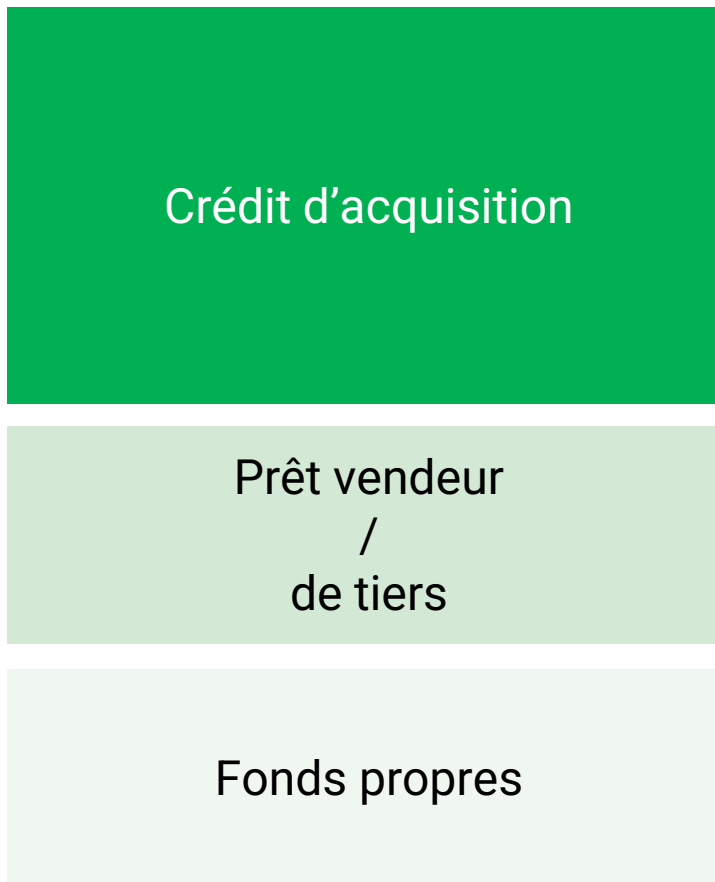 Crédit d’acquisition
Prêt vendeur
/
de tiers
Fonds propres